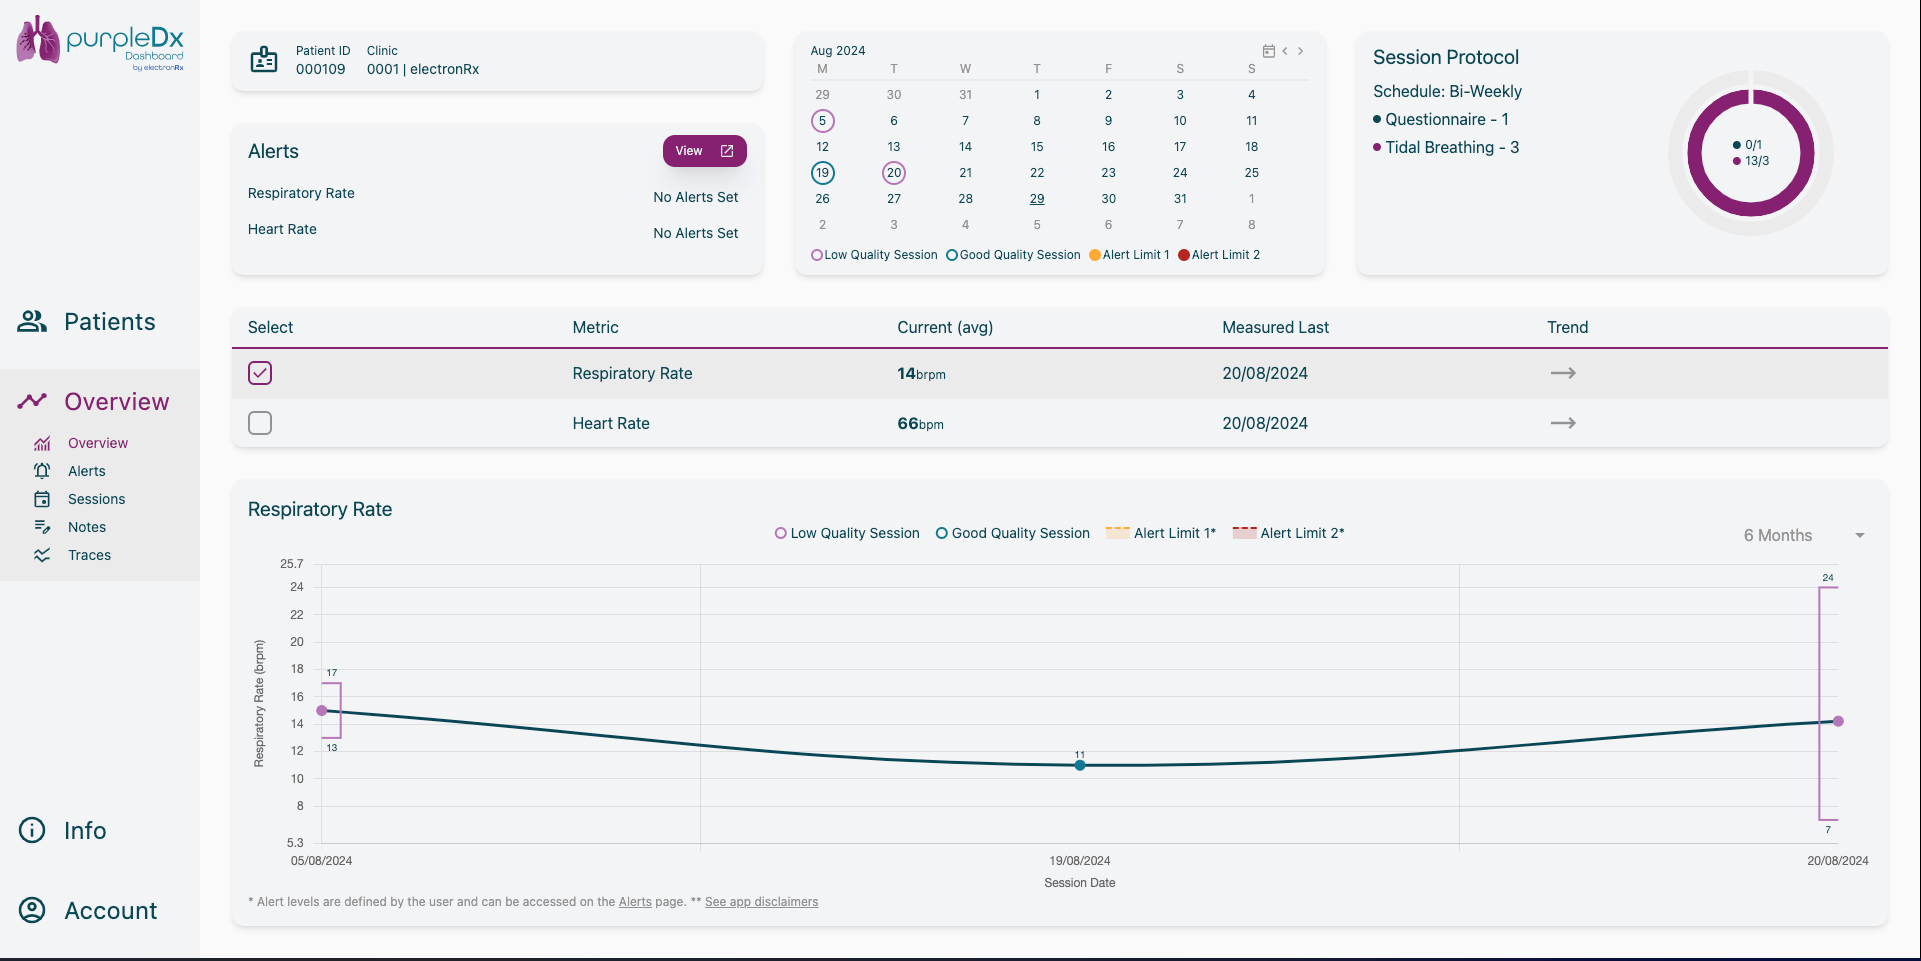 purpleDx
Dashboard
by electronRx
Patients
Overview
Overview
Alerts
Sessions
Notes
Traces
Info
Account
Patient ID Clinic
000109 0001 | electronRx
Alerts
View
Respiratory Rate No Alerts Set
Heart Rate No Alerts Set
Aug 2024
M T W T F S S
29 30 31 1 2 3 4
5 6 7 8 9 10 11
12 13 14 15 16 17 18
19 20 21 22 23 24 25
26 27 28 29 30 31 1
2 3 4 5 6 7 8
Low Quality Session Good Quality Session Alert Limit 1 Alert Limit 2
Session Protocol
Schedule: Bi-Weekly
Questionnaire - 1
Tidal Breathing - 3
0/1
13/3
Select Metric Current (avg) Measured Last Trend
Respiratory Rate 14brpm 20/08/2024
Heart Rate 66bpm 20/08/2024
Respiratory Rate
Low Quality Session Good Quality Session Alert Limit 1* Alert Limit 2*
6 Months
Respiratory Rate (brpm)
25.7
24
22
20
18
16
14
12
10
8
5.3
17
13
11
24
7
05/08/2024 19/08/2024 20/08/2024
Session Date
* Alert levels are defined by the user and can be accessed on the Alerts page. ** See app disclaimers